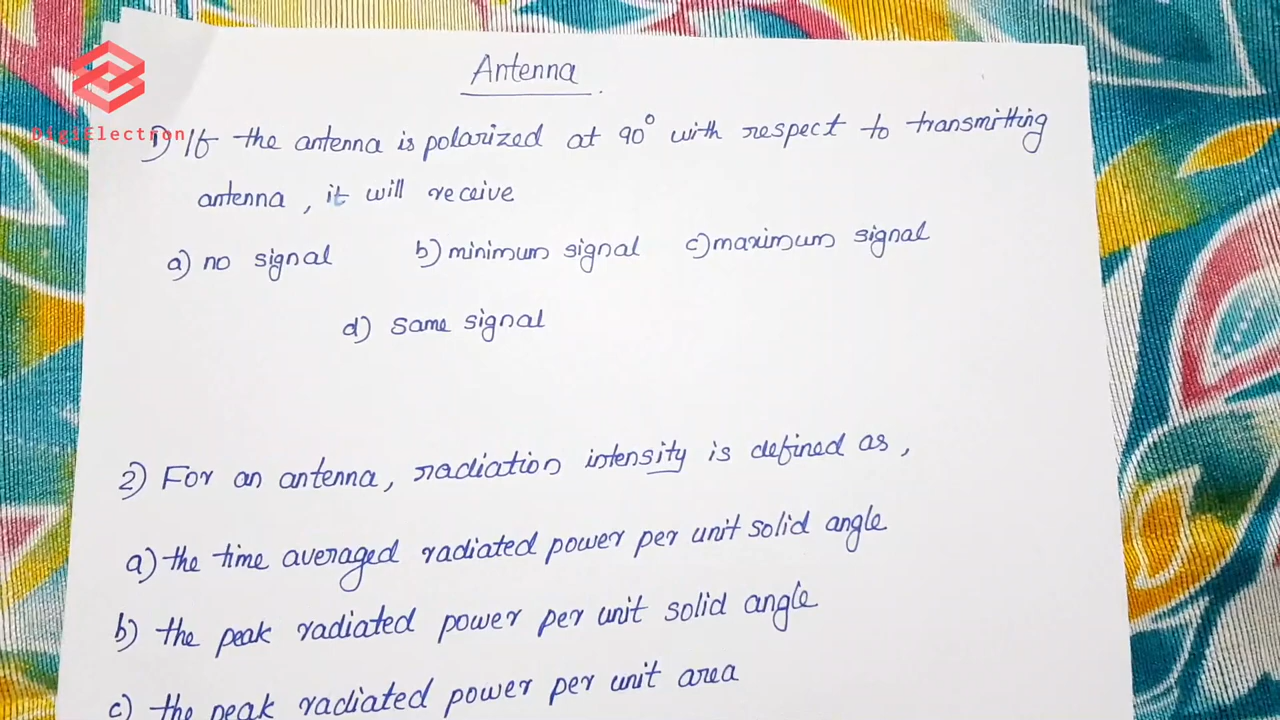 DigiElectron
Antenna
1) If the antenna is polarized at 90° with respect to transmitting
antenna, it will receive
a) no signal b) minimum signal c) maximum signal
d) same signal
2) For an antenna, radiation intensity is defined as,
a) the time averaged radiated power per unit solid angle
b) the peak radiated power per unit solid angle
c) the peak radiated power per unit area